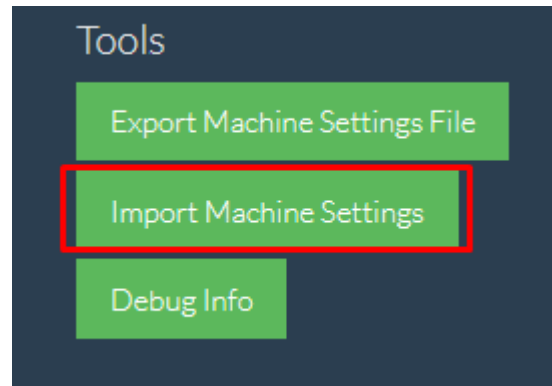 Tools
Export Machine Settings File
Import Machine Settings
Debug Info